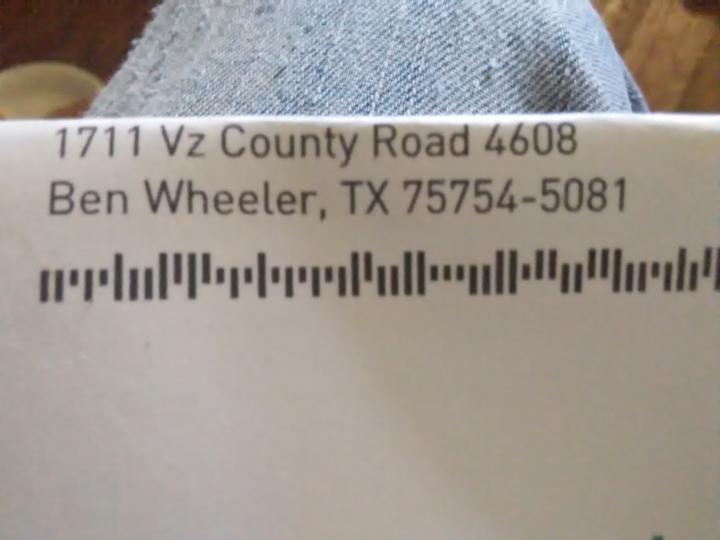 1711 Vz County Road 4608
Ben Wheeler, TX 75754-5081